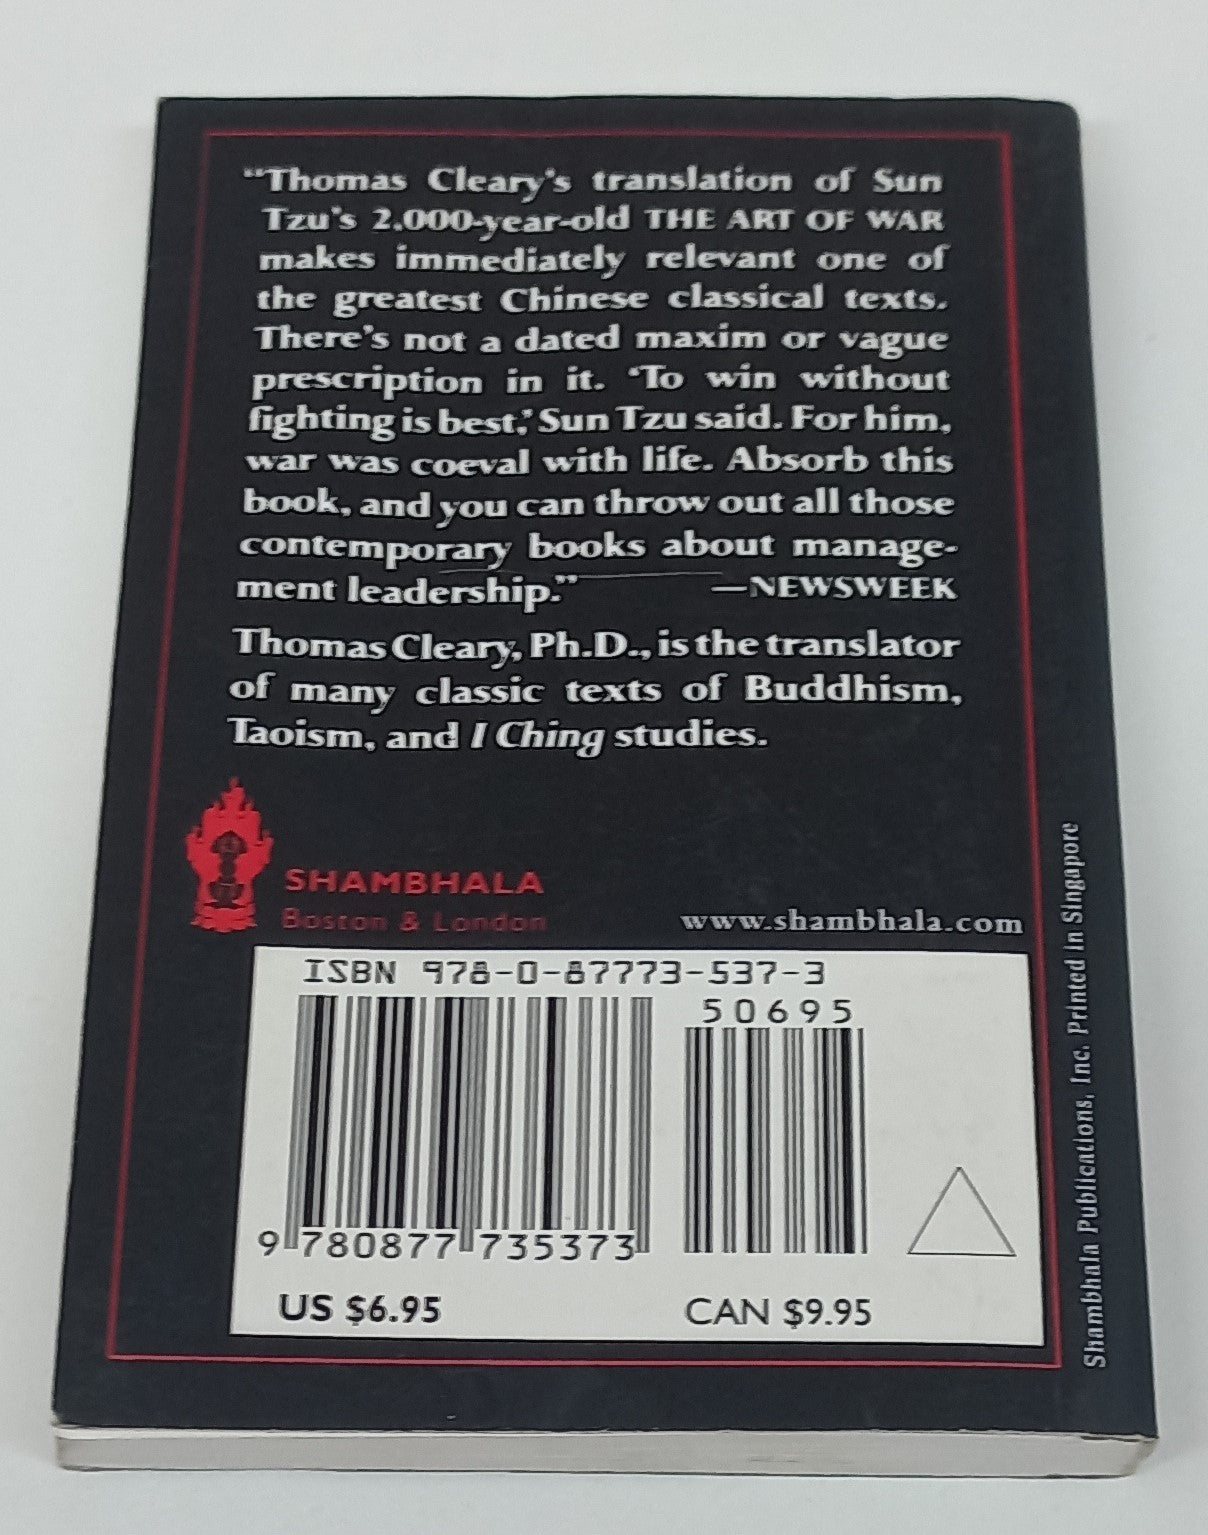 “Thomas Cleary's translation of Sun
Tzu's 2,000-year-old THE ART OF WAR
makes immediately relevant one of
the greatest Chinese classical texts.
There's not a dated maxim or vague
prescription in it. ‘To win without
fighting is best,’ Sun Tzu said. For him,
war was coeval with life. Absorb this
book, and you can throw out all those
contemporary books about manage-
ment leadership.” —NEWSWEEK
Thomas Cleary, Ph.D., is the translator
of many classic texts of Buddhism,
Taoism, and I Ching studies.
SHAMBHALA
Boston & London
www.shambhala.com
ISBN 978-0-87773-537-3
50695
9 780877 735373
US $6.95
CAN $9.95
Shambhala Publications, Inc. Printed in Singapore